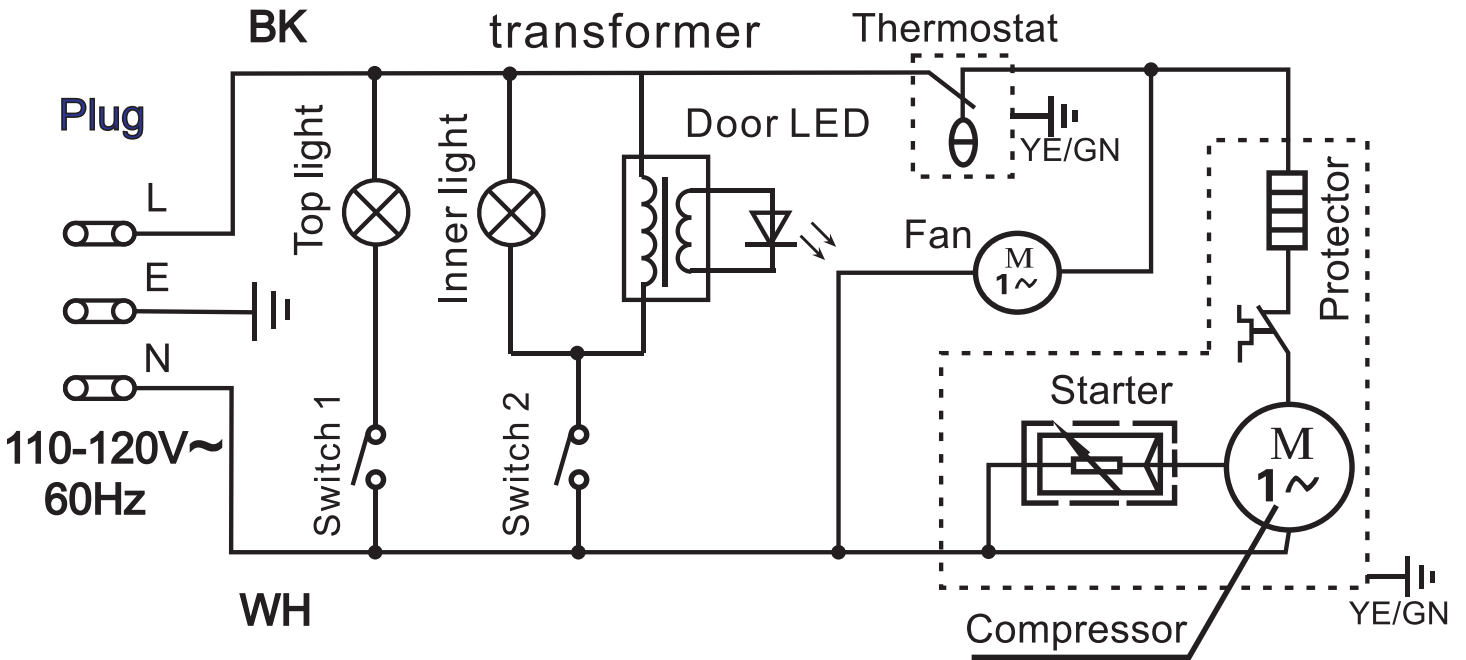 BK
transformer
Thermostat
Plug
Door LED
YE/GN
L
Top light
Inner light
Protector
Fan
M
1~
E
N
Starter
110-120V~
60Hz
Switch 1
Switch 2
M
1~
WH
Compressor
YE/GN